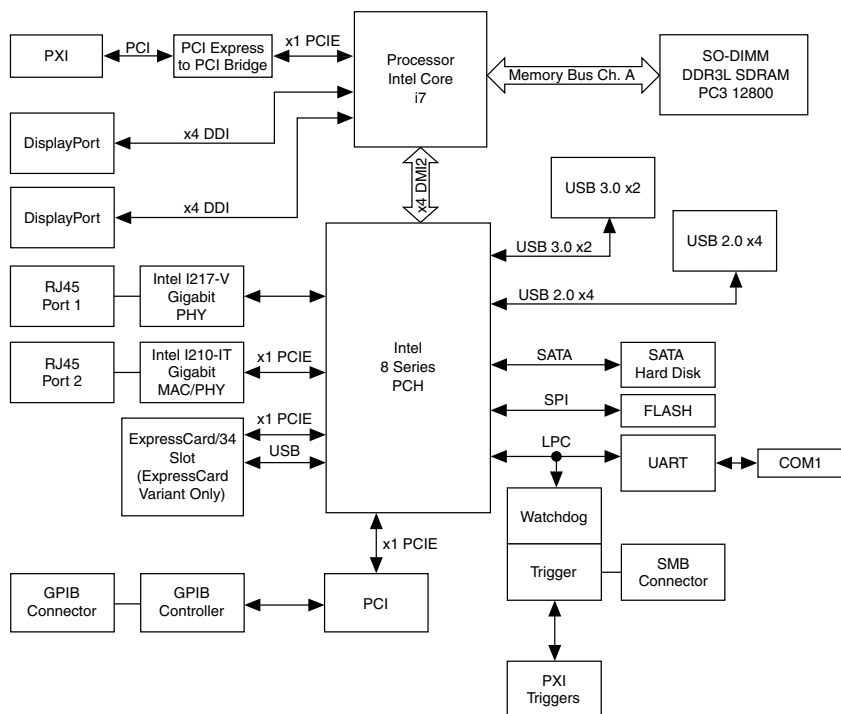 PXI
PCI
PCI Express
to PCI Bridge
x1 PCIE
Processor
Intel Core
i7
Memory Bus Ch. A
SO-DIMM
DDR3L SDRAM
PC3 12800
DisplayPort
x4 DDI
DisplayPort
x4 DDI
x4 DMI2
USB 3.0 x2
USB 2.0 x4
USB 3.0 x2
USB 2.0 x4
RJ45
Port 1
Intel I217-V
Gigabit
PHY
Intel
8 Series
PCH
RJ45
Port 2
Intel I210-IT
Gigabit
MAC/PHY
x1 PCIE
SATA
SATA
Hard Disk
SPI
FLASH
ExpressCard/34
Slot
(ExpressCard
Variant Only)
x1 PCIE
USB
LPC
UART
COM1
Watchdog
Trigger
SMB
Connector
x1 PCIE
GPIB
Connector
GPIB
Controller
PCI
PXI
Triggers